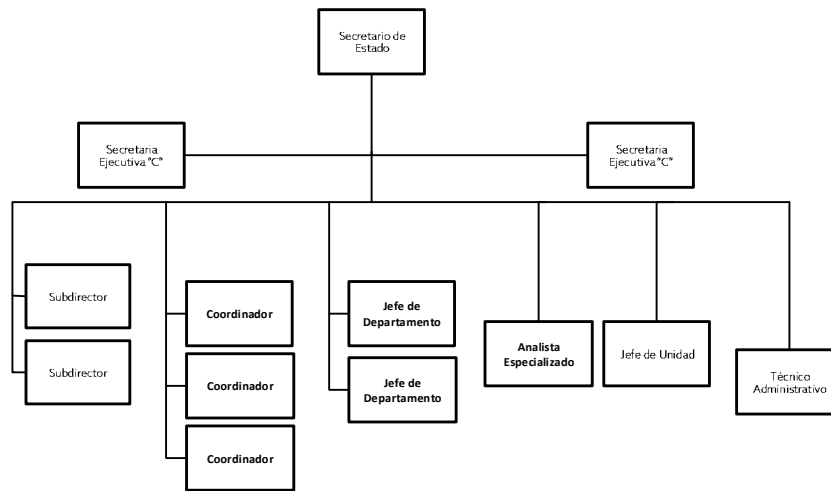 Secretario de
Estado
Secretaria
Ejecutiva "C"
Secretaria
Ejecutiva "C"
Subdirector
Subdirector
Coordinador
Coordinador
Coordinador
Jefe de
Departamento
Jefe de
Departamento
Analista
Especializado
Jefe de Unidad
Técnico
Administrativo